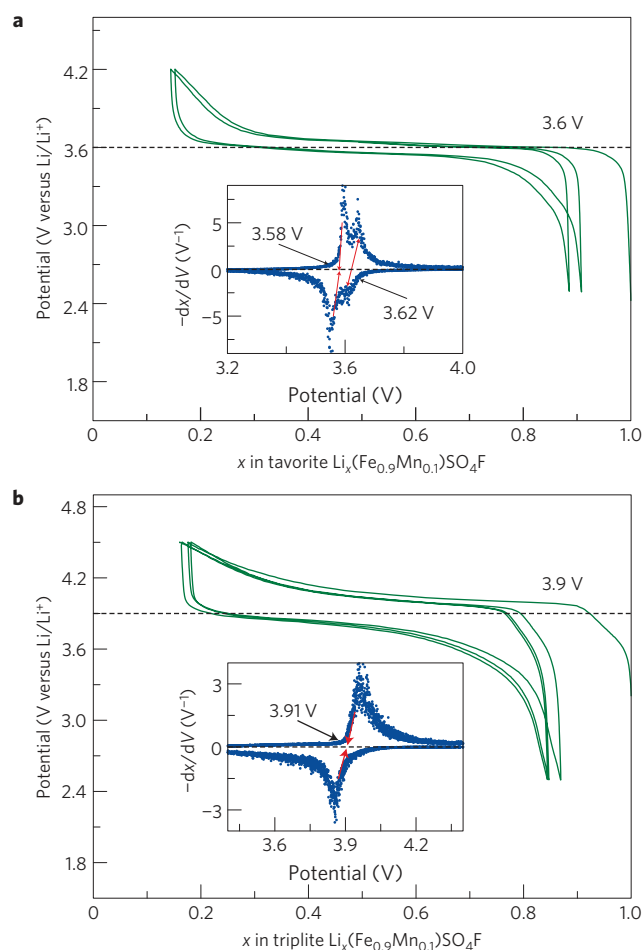 a
4.2
3.6
3.0
2.4
1.8
Potential (V versus Li/Li⁺)
3.6 V
5
0
−5
−dx/dV (V⁻¹)
3.58 V
3.62 V
3.2
3.6
4.0
Potential (V)
0
0.2
0.4
0.6
0.8
1.0
x in tavorite Liₓ(Fe₀.₉Mn₀.₁)SO₄F
b
4.8
4.2
3.6
3.0
2.4
1.8
Potential (V versus Li/Li⁺)
3.9 V
3
0
−3
−dx/dV (V⁻¹)
3.91 V
3.6
3.9
4.2
Potential (V)
0
0.2
0.4
0.6
0.8
1.0
x in triplite Liₓ(Fe₀.₉Mn₀.₁)SO₄F